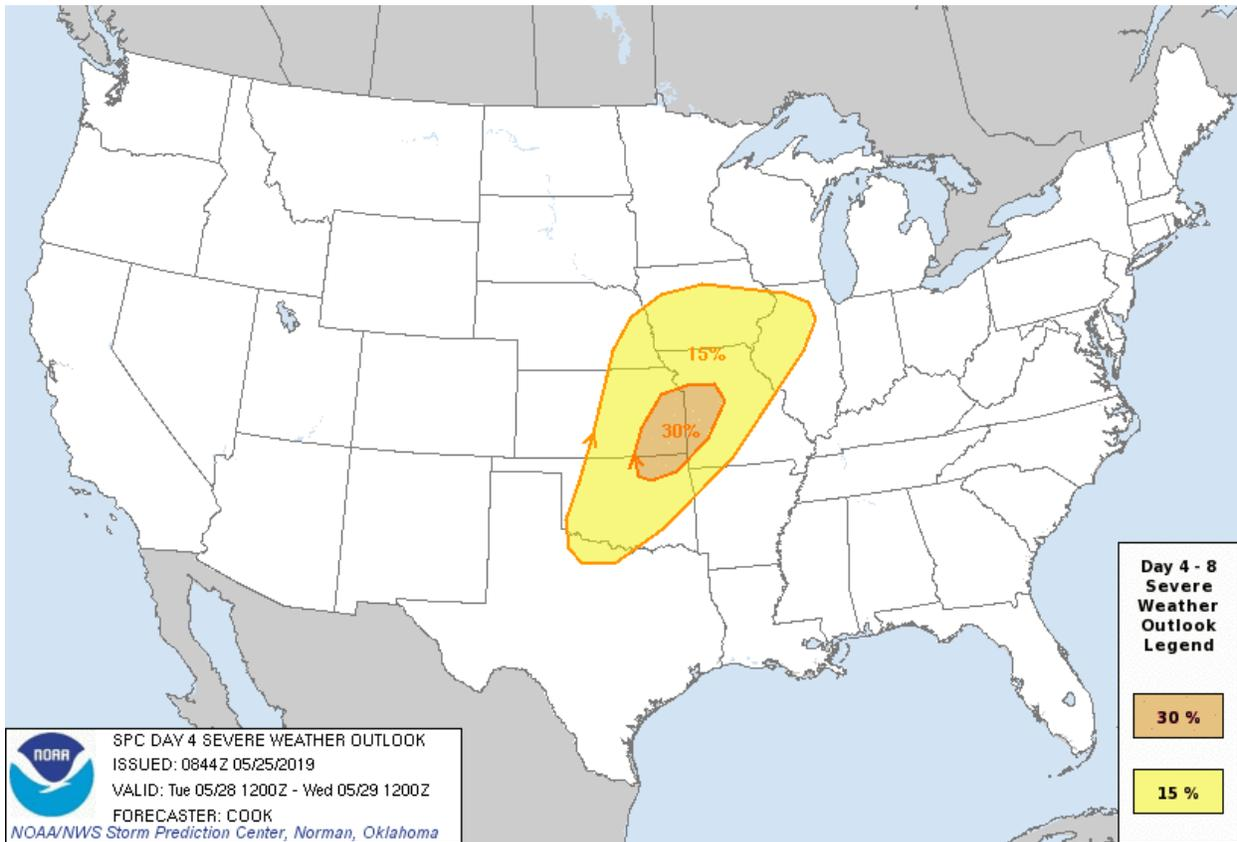 15%
30%
Day 4 - 8
Severe
Weather
Outlook
Legend
30 %
15 %
NOAA
SPC DAY 4 SEVERE WEATHER OUTLOOK
ISSUED: 0844Z 05/25/2019
VALID: Tue 05/28 1200Z - Wed 05/29 1200Z
FORECASTER: COOK
NOAA/NWS Storm Prediction Center, Norman, Oklahoma